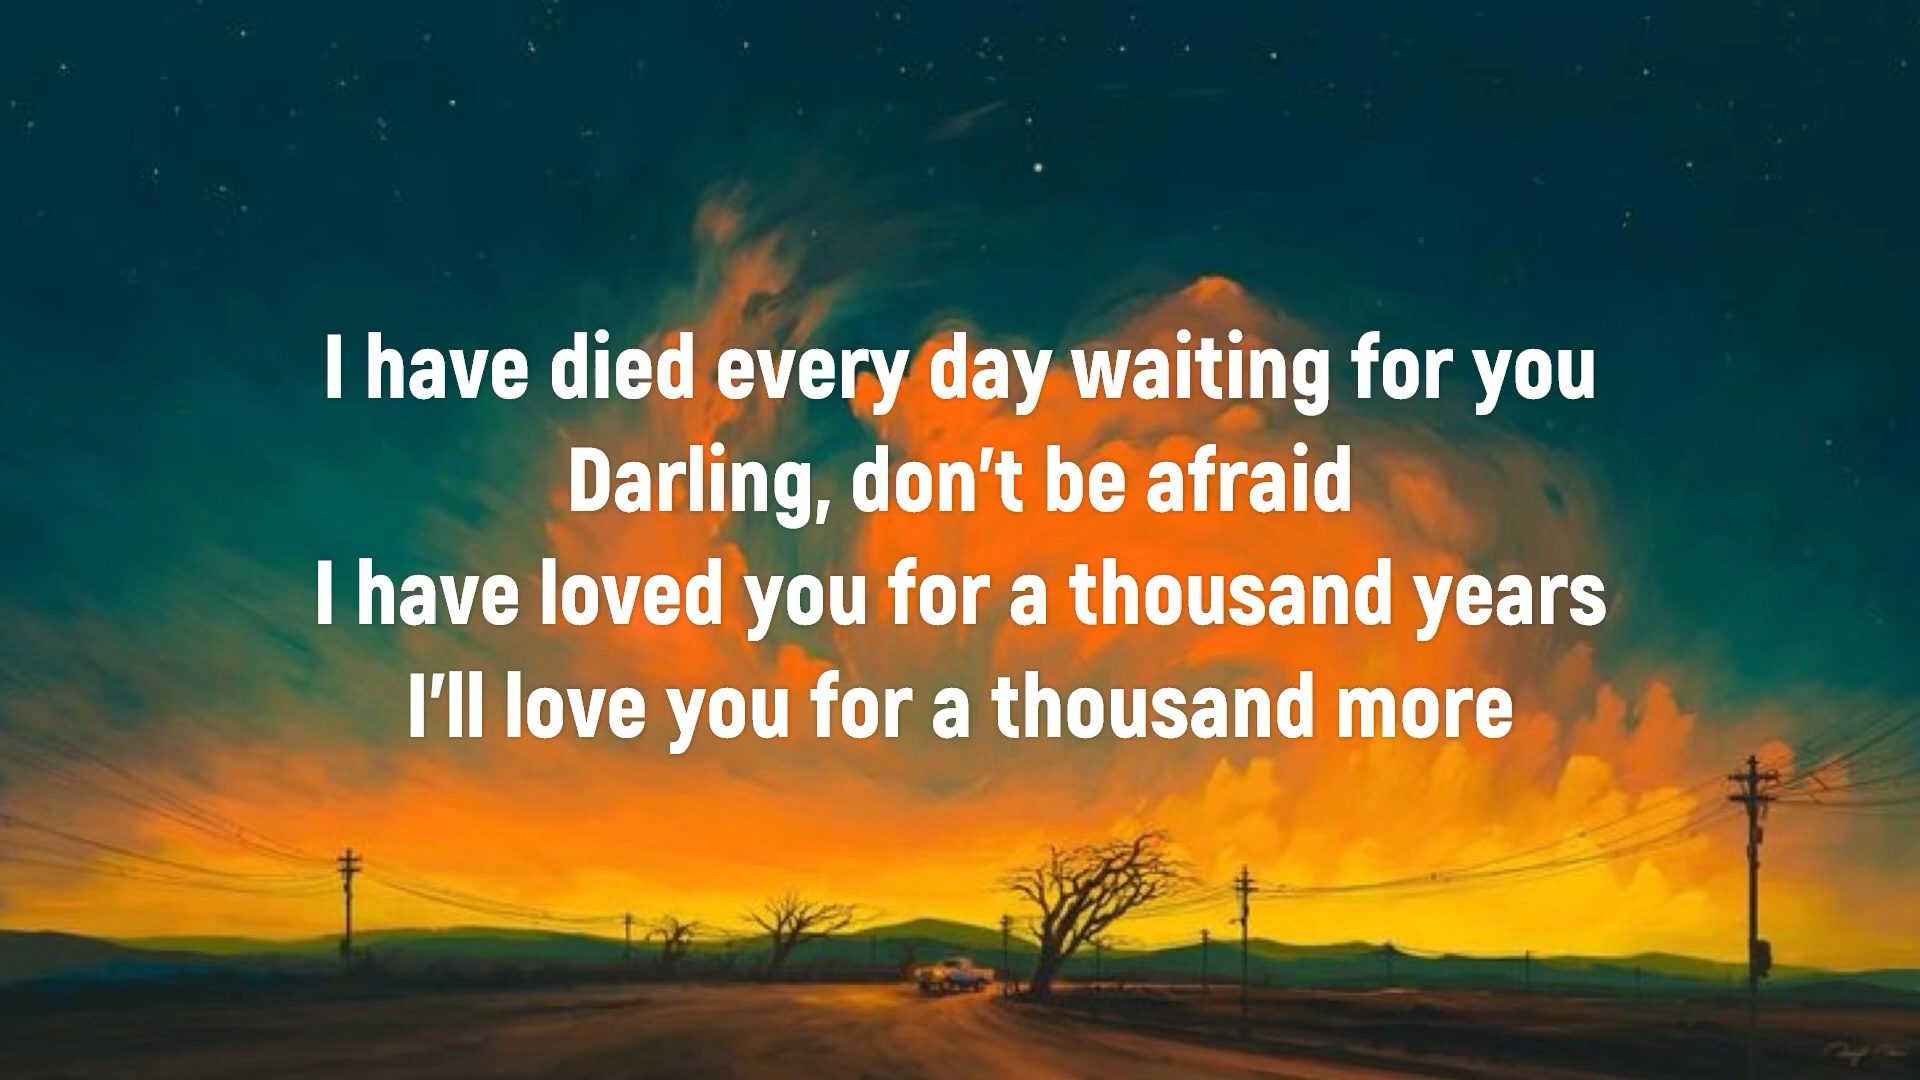 I have died every day waiting for you
Darling, don't be afraid
I have loved you for a thousand years
I'll love you for a thousand more